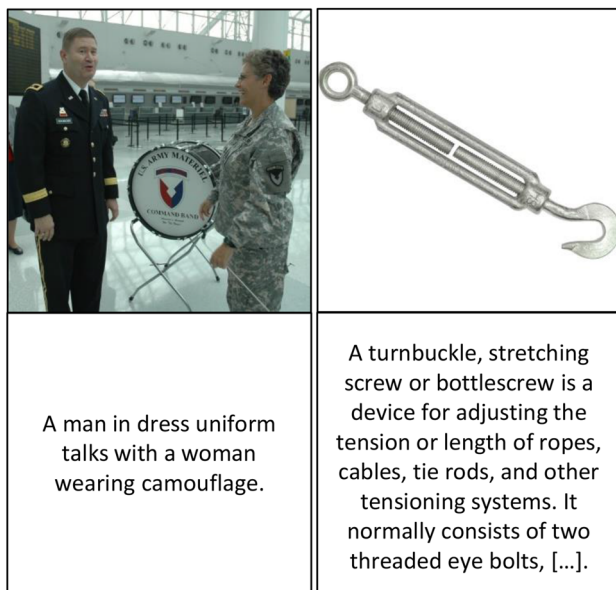 U.S. ARMY MATERIEL
COMMAND BAND
A man in dress uniform
talks with a woman
wearing camouflage.
A turnbuckle, stretching
screw or bottlescrew is a
device for adjusting the
tension or length of ropes,
cables, tie rods, and other
tensioning systems. It
normally consists of two
threaded eye bolts, [...].